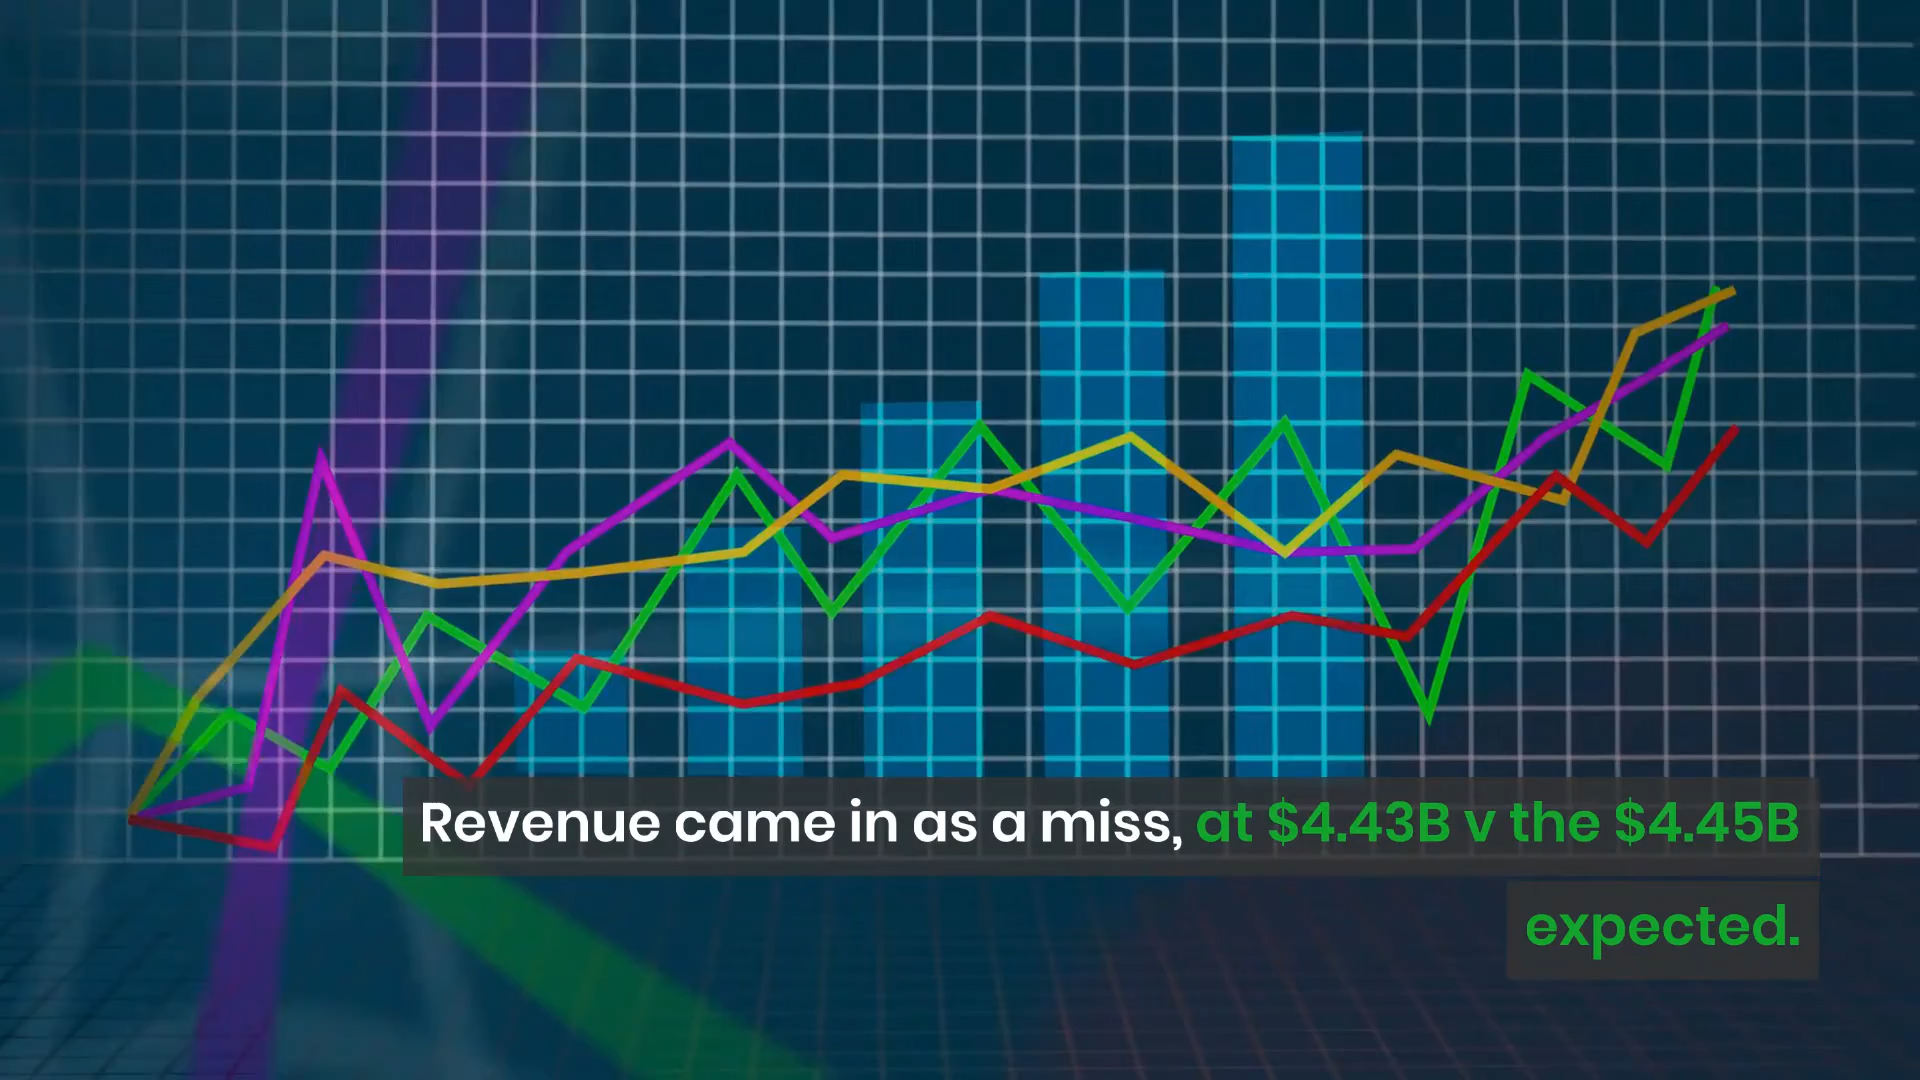 Revenue came in as a miss, at $4.43B v the $4.45B
expected.